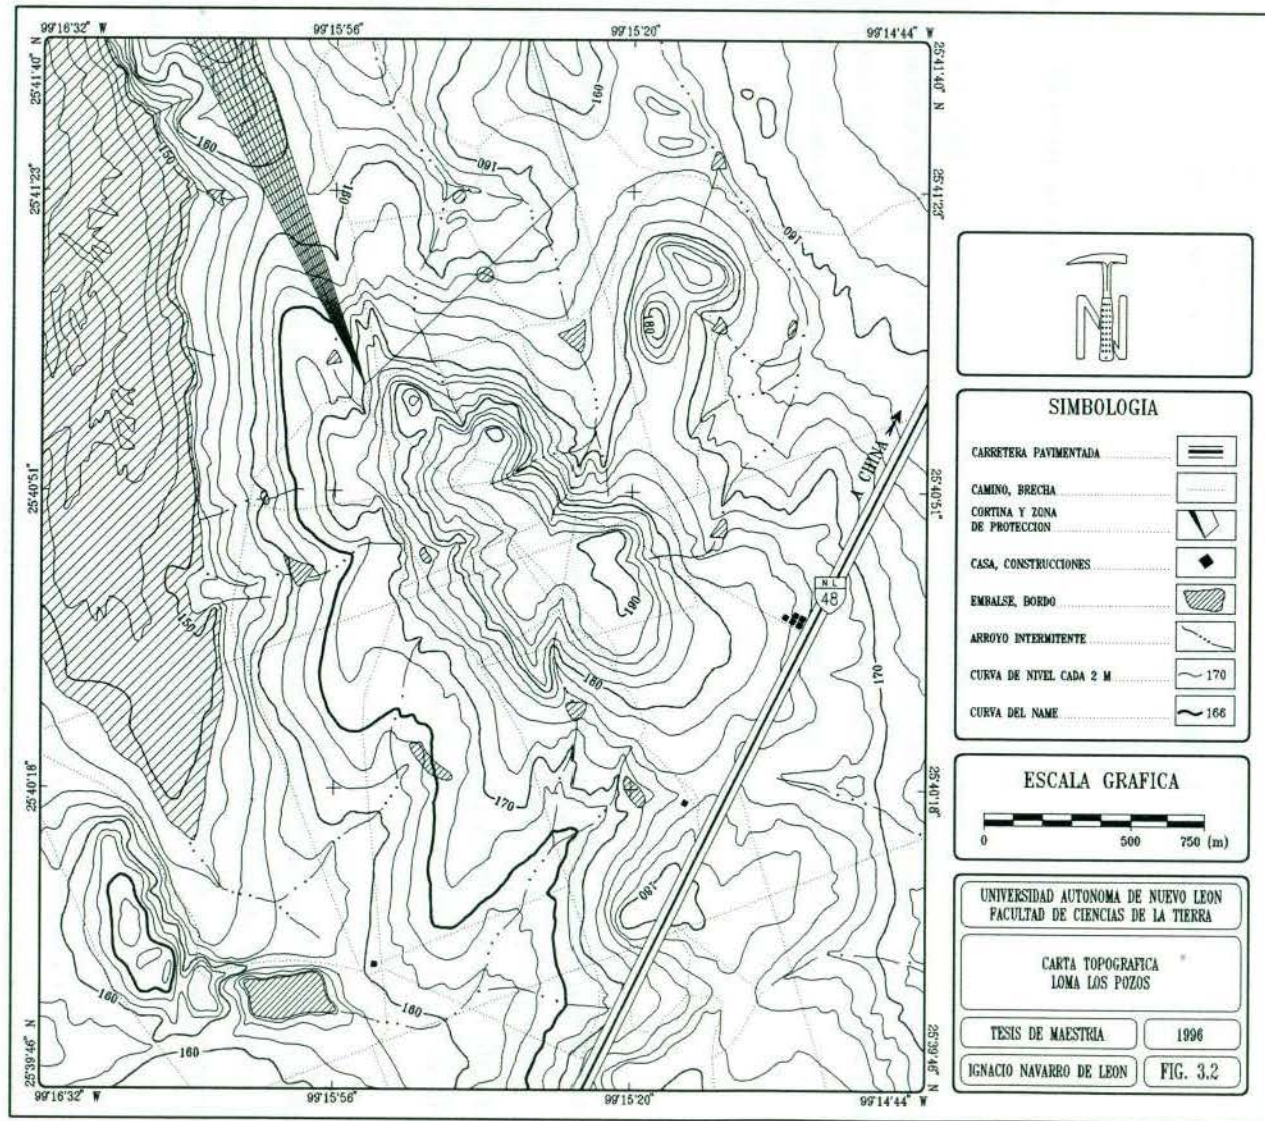 99°16'32" W
99°15'56"
99°15'20"
99°14'44" W
25°41'40" N
25°41'23"
25°40'51"
25°40'18"
25°39'46" N
25°41'40" N
25°41'23"
25°40'51"
25°40'18"
25°39'46" N
99°16'32" W
99°15'56"
99°15'20"
99°14'44" W
160
150
160
180
160
160
180
190
150
180
170
170
180
160
160
160
A CHINA
N L
48
N
SIMBOLOGIA
CARRETERA PAVIMENTADA
CAMINO, BRECHA
CORTINA Y ZONA
DE PROTECCION
CASA, CONSTRUCCIONES
EMBALSE, BORDO
ARROYO INTERMITENTE
CURVA DE NIVEL CADA 2 M
170
CURVA DEL NAME
166
ESCALA GRAFICA
0 500 750 (m)
UNIVERSIDAD AUTONOMA DE NUEVO LEON
FACULTAD DE CIENCIAS DE LA TIERRA
CARTA TOPOGRAFICA
LOMA LOS POZOS
TESIS DE MAESTRIA
1996
IGNACIO NAVARRO DE LEON
FIG. 3.2